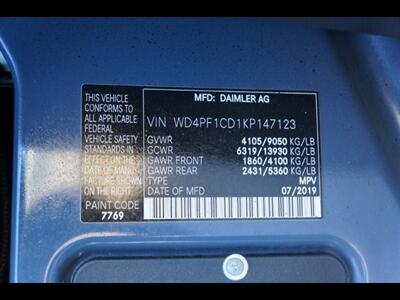 MFD. BY DAIMLER AG
THIS VEHICLE
CONFORMS TO
ALL APPLICABLE
FEDERAL
VEHICLE SAFETY
STANDARDS IN
EFFECT ON THE
DATE OF MANU-
FACTURE SHOWN
ON THE RIGHT
PAINT CODE
7769
VIN WD4PF1CD1KP147123
GVWR 4105/9050 KG/LB
GCWR 6319/13930 KG/LB
GAWR FRONT 1860/4100 KG/LB
GAWR REAR 2431/5360 KG/LB
TYPE MPV
DATE OF MFD. 07/2019